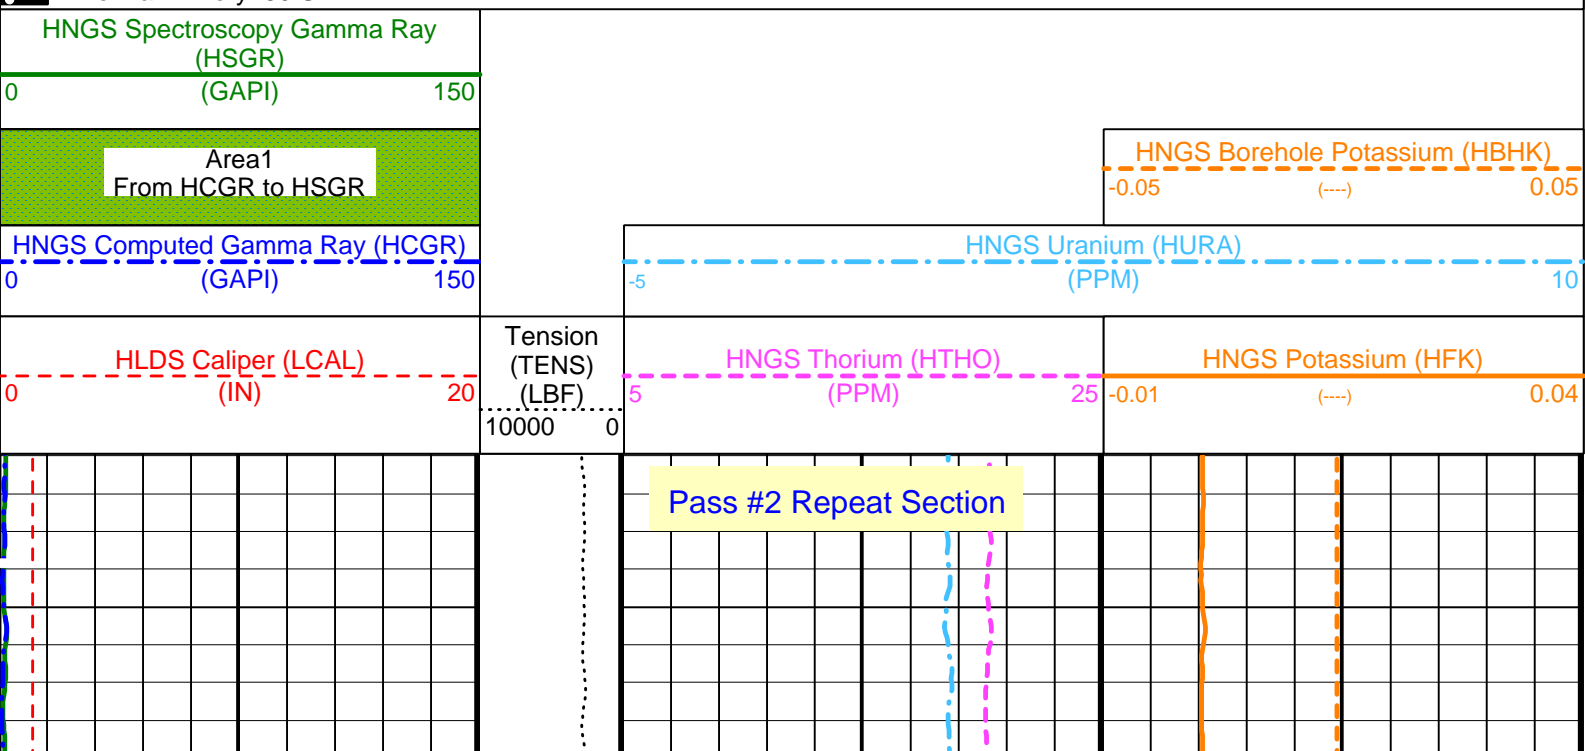 HNGS Spectroscopy Gamma Ray
(HSGR)
0 (GAPI) 150
Area1
From HCGR to HSGR
HNGS Borehole Potassium (HBHK)
-0.05 (----) 0.05
HNGS Computed Gamma Ray (HCGR)
0 (GAPI) 150
HNGS Uranium (HURA)
-5 (PPM) 10
HLDS Caliper (LCAL)
0 (IN) 20
Tension
(TENS)
(LBF)
10000 0
HNGS Thorium (HTHO)
5 (PPM) 25
HNGS Potassium (HFK)
-0.01 (----) 0.04
Pass #2 Repeat Section